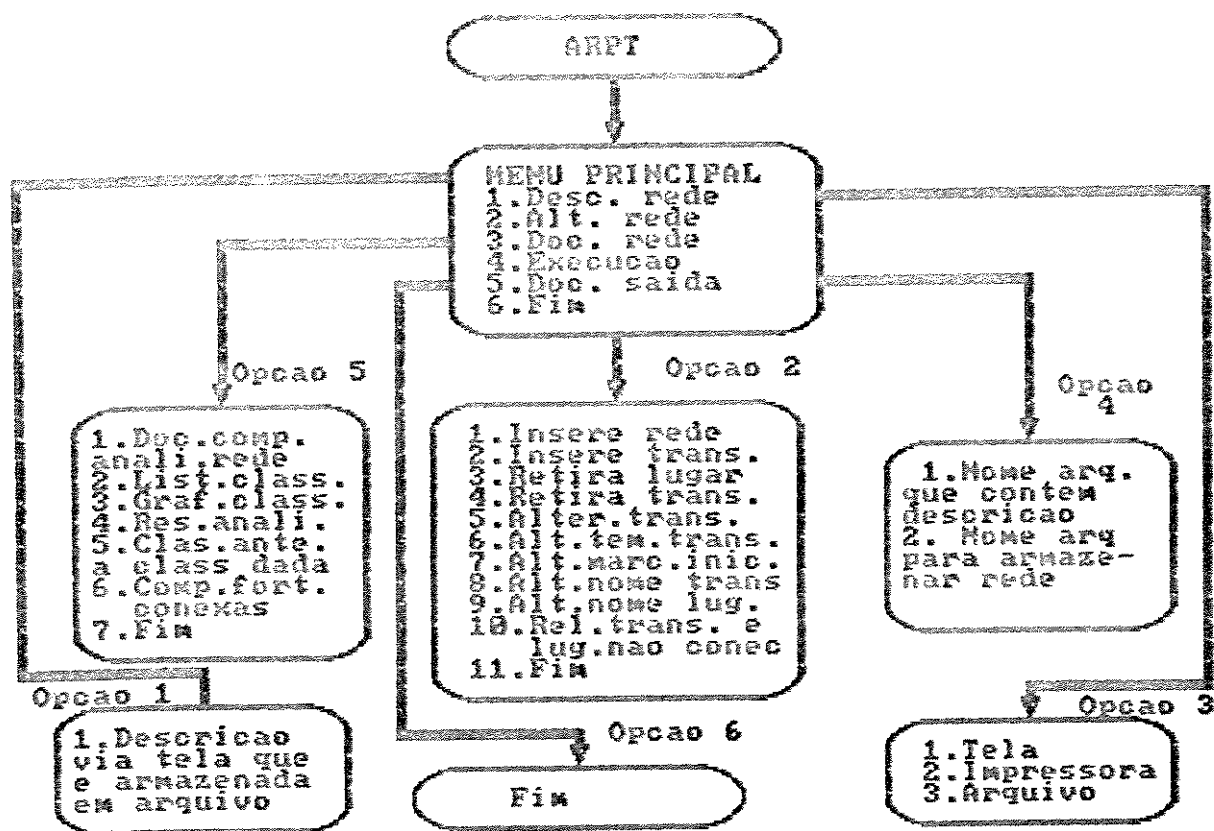 ARPT
MENU PRINCIPAL
1.Desc. rede
2.Alt. rede
3.Doc. rede
4.Execucao
5.Doc. saida
6.Fim
Opcao 5
Opcao 2
Opcao
4
1.Doc.comp.
anali.rede
2.List.class.
3.Graf.class.
4.Res.anali.
5.Clas.ante.
a class dada
6.Comp.fort.
conexas
7.Fim
1.Insere rede
2.Insere trans.
3.Retira lugar
4.Retira trans.
5.Alter.trans.
6.Alt.tem.trans.
7.Alt.marc.inic.
8.Alt.nome trans
9.Alt.nome lug.
10.Rel.trans. e
lug.nao conec
11.Fim
1.Nome arq.
que contem
descricao
2. Nome arq
para armaze-
nar rede
Opcao 1
1.Descricao
via tela que
e armazenada
em arquivo
Opcao 6
Fim
Opcao 3
1.Tela
2.Impressora
3.Arquivo